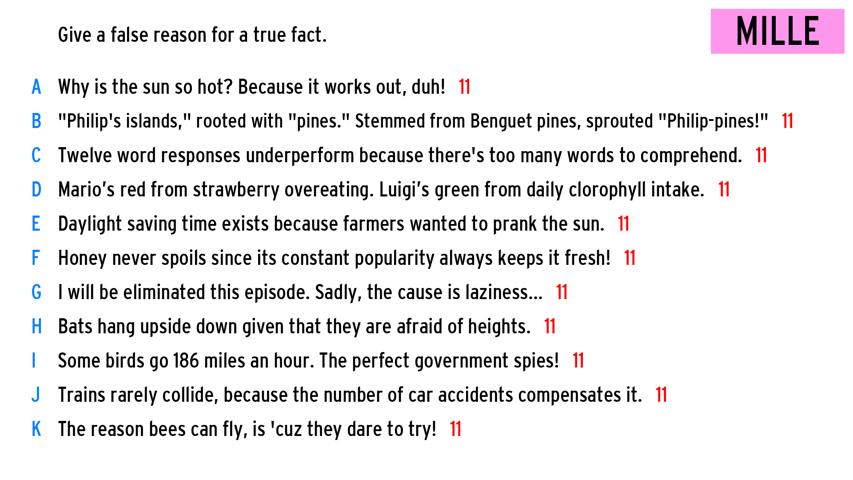 Give a false reason for a true fact.
MILLE
A Why is the sun so hot? Because it works out, duh! 11
B "Philip's islands," rooted with "pines." Stemmed from Benguet pines, sprouted "Philip-pines!" 11
C Twelve word responses underperform because there's too many words to comprehend. 11
D Mario's red from strawberry overeating. Luigi's green from daily clorophyll intake. 11
E Daylight saving time exists because farmers wanted to prank the sun. 11
F Honey never spoils since its constant popularity always keeps it fresh! 11
G I will be eliminated this episode. Sadly, the cause is laziness... 11
H Bats hang upside down given that they are afraid of heights. 11
I Some birds go 186 miles an hour. The perfect government spies! 11
J Trains rarely collide, because the number of car accidents compensates it. 11
K The reason bees can fly, is 'cuz they dare to try! 11